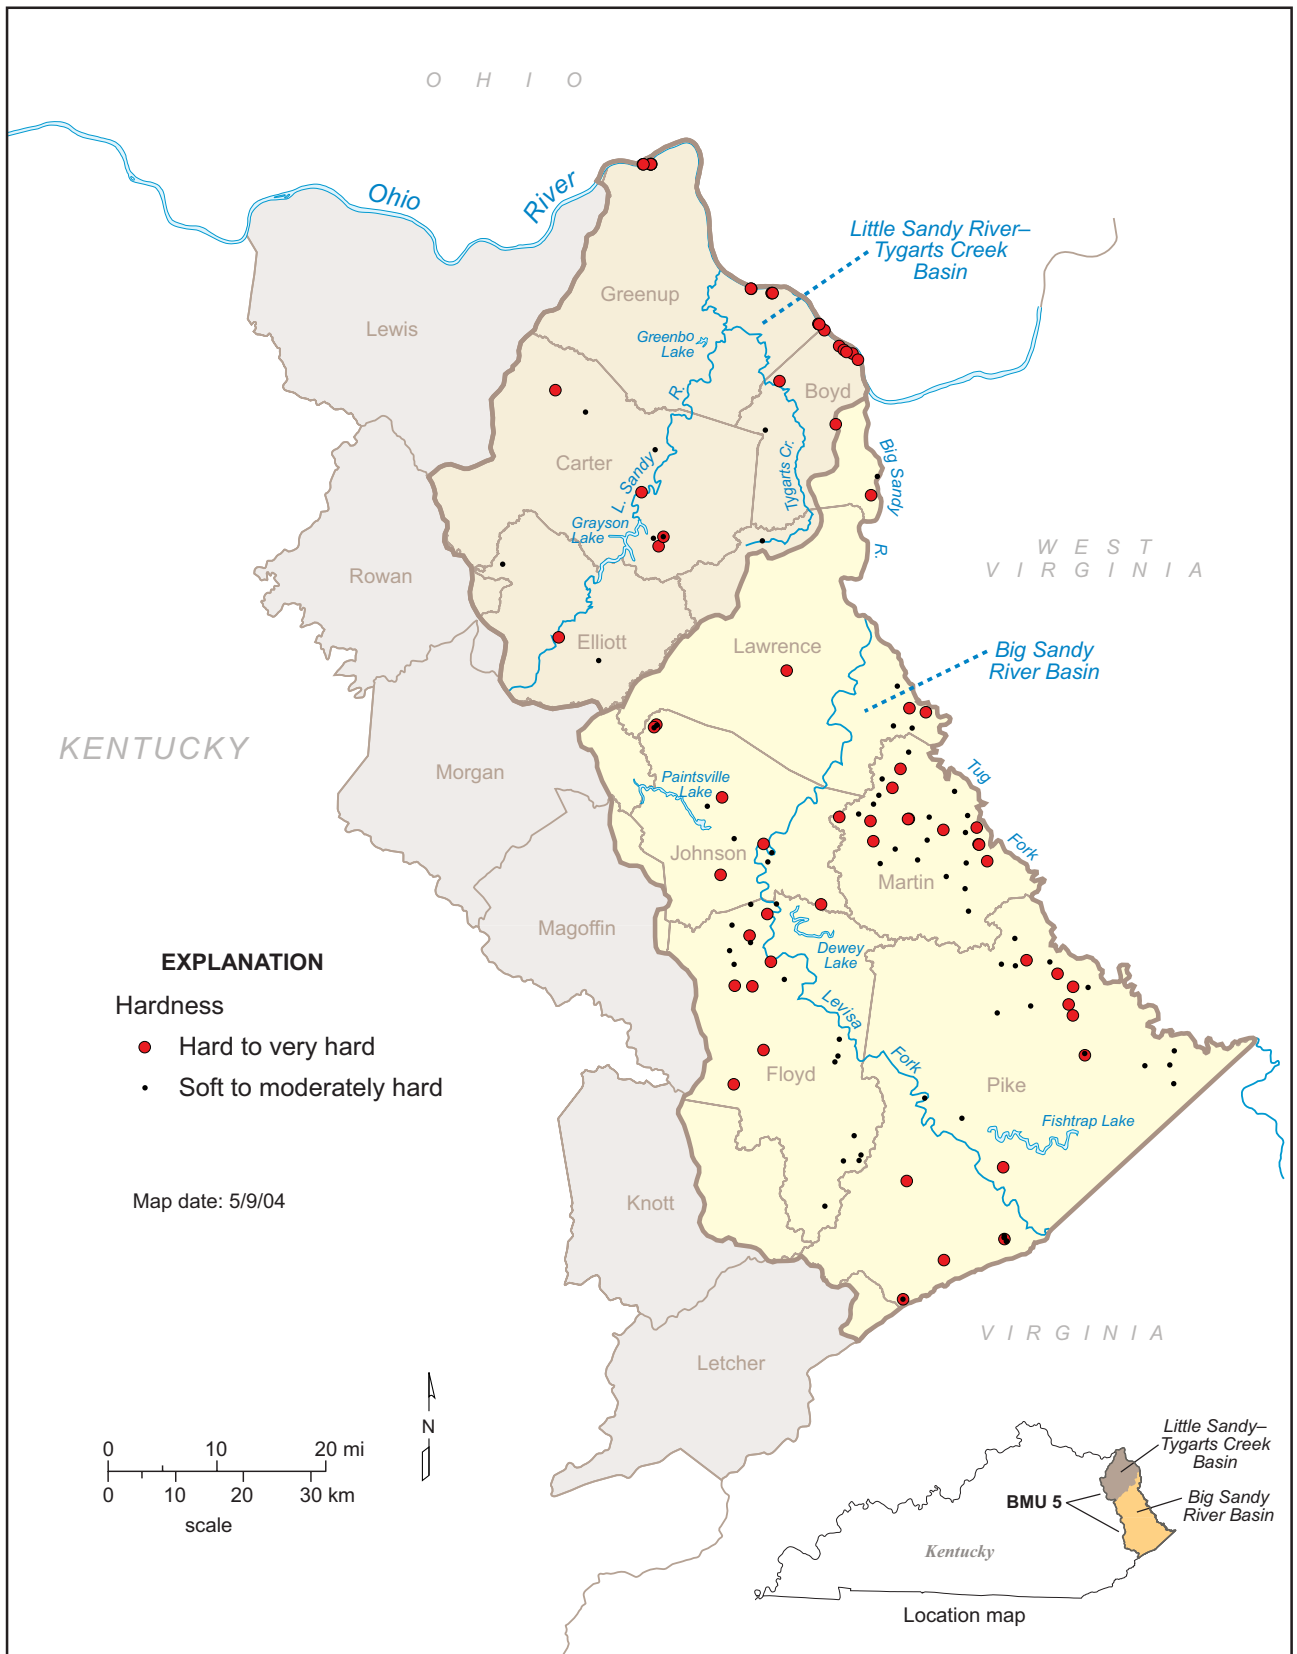 OHIO
Ohio
River
Little Sandy River–
Tygarts Creek
Basin
Greenup
Lewis
Greenbo
Lake
R.
Boyd
Big Sandy
R.
Carter
L. Sandy
Tygarts Cr.
Grayson
Lake
WEST
VIRGINIA
Rowan
Elliott
Lawrence
Big Sandy
River Basin
KENTUCKY
Morgan
Paintsville
Lake
Tug
Fork
Johnson
Martin
Magoffin
Dewey
Lake
Levisa
Fork
EXPLANATION
Hardness
Hard to very hard
Soft to moderately hard
Floyd
Pike
Fishtrap Lake
Map date: 5/9/04
Knott
VIRGINIA
Letcher
N
0 10 20 mi
0 10 20 30 km
scale
Little Sandy–
Tygarts Creek
Basin
BMU 5
Big Sandy
River Basin
Kentucky
Location map